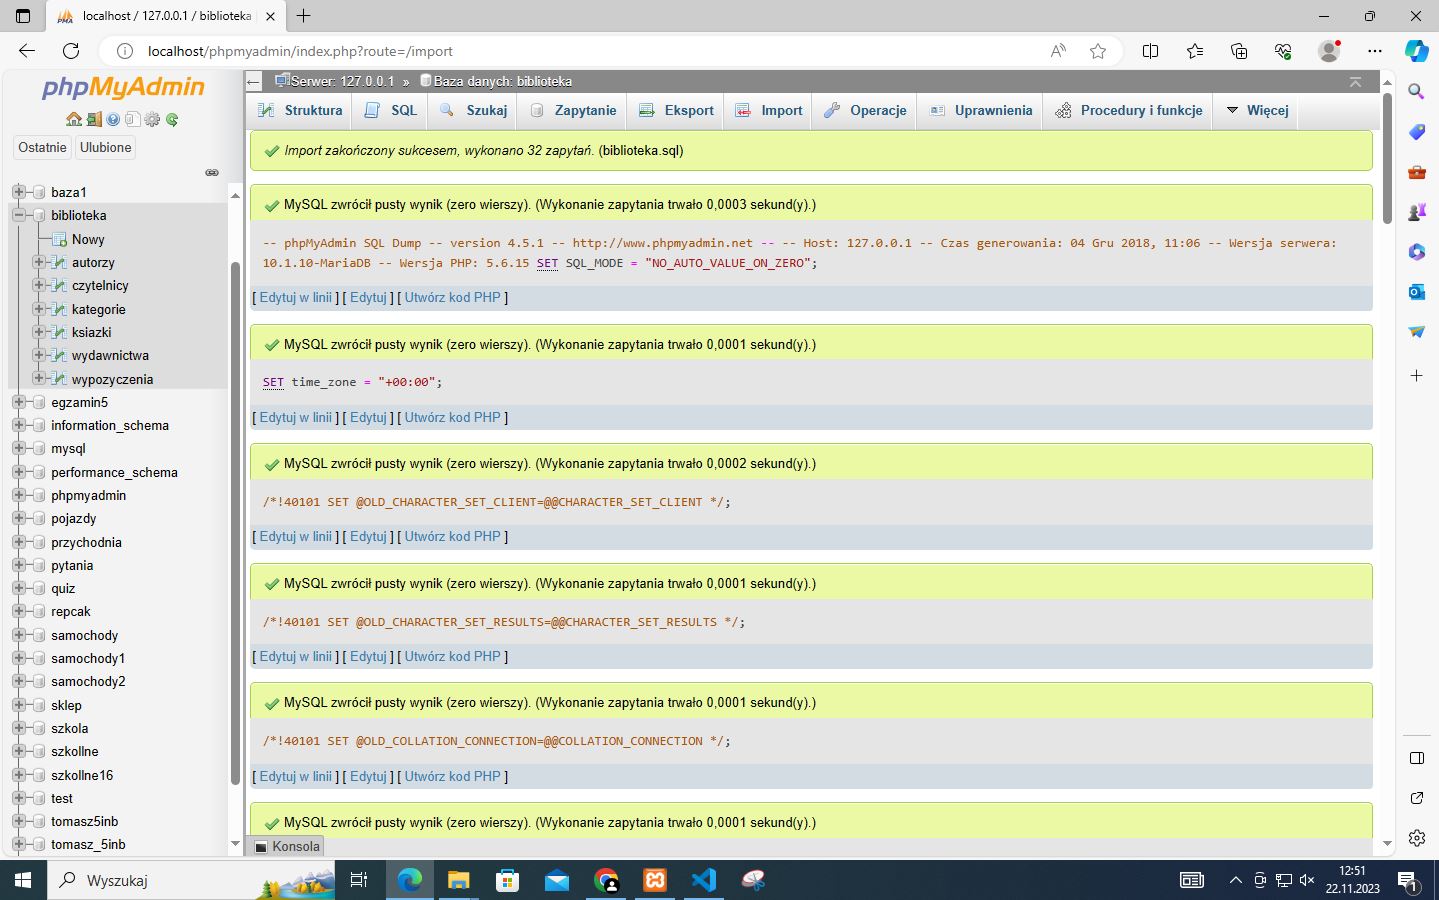 localhost / 127.0.0.1 / biblioteka
localhost/phpmyadmin/index.php?route=/import
phpMyAdmin
Ostatnie
Ulubione
baza1
biblioteka
Nowy
autorzy
czytelnicy
kategorie
ksiazki
wydawnictwa
wypozyczenia
egzamin5
information_schema
mysql
performance_schema
phpmyadmin
pojazdy
przychodnia
pytania
quiz
repcak
samochody
samochody1
samochody2
sklep
szkola
szkollne
szkollne16
test
tomasz5inb
tomasz_5inb
Serwer: 127.0.0.1 » Baza danych: biblioteka
Struktura SQL Szukaj Zapytanie Eksport Import Operacje Uprawnienia Procedury i funkcje Więcej
Import zakończony sukcesem, wykonano 32 zapytań. (biblioteka.sql)
MySQL zwrócił pusty wynik (zero wierszy). (Wykonanie zapytania trwało 0,0003 sekund(y).)
-- phpMyAdmin SQL Dump -- version 4.5.1 -- http://www.phpmyadmin.net -- -- Host: 127.0.0.1 -- Czas generowania: 04 Gru 2018, 11:06 -- Wersja serwera:
10.1.10-MariaDB -- Wersja PHP: 5.6.15 SET SQL_MODE = "NO_AUTO_VALUE_ON_ZERO";
[ Edytuj w linii ] [ Edytuj ] [ Utwórz kod PHP ]
MySQL zwrócił pusty wynik (zero wierszy). (Wykonanie zapytania trwało 0,0001 sekund(y).)
SET time_zone = "+00:00";
[ Edytuj w linii ] [ Edytuj ] [ Utwórz kod PHP ]
MySQL zwrócił pusty wynik (zero wierszy). (Wykonanie zapytania trwało 0,0002 sekund(y).)
/*!40101 SET @OLD_CHARACTER_SET_CLIENT=@@CHARACTER_SET_CLIENT */;
[ Edytuj w linii ] [ Edytuj ] [ Utwórz kod PHP ]
MySQL zwrócił pusty wynik (zero wierszy). (Wykonanie zapytania trwało 0,0001 sekund(y).)
/*!40101 SET @OLD_CHARACTER_SET_RESULTS=@@CHARACTER_SET_RESULTS */;
[ Edytuj w linii ] [ Edytuj ] [ Utwórz kod PHP ]
MySQL zwrócił pusty wynik (zero wierszy). (Wykonanie zapytania trwało 0,0001 sekund(y).)
/*!40101 SET @OLD_COLLATION_CONNECTION=@@COLLATION_CONNECTION */;
[ Edytuj w linii ] [ Edytuj ] [ Utwórz kod PHP ]
MySQL zwrócił pusty wynik (zero wierszy). (Wykonanie zapytania trwało 0,0001 sekund(y).)
Konsola
Wyszukaj
12:51
22.11.2023
1